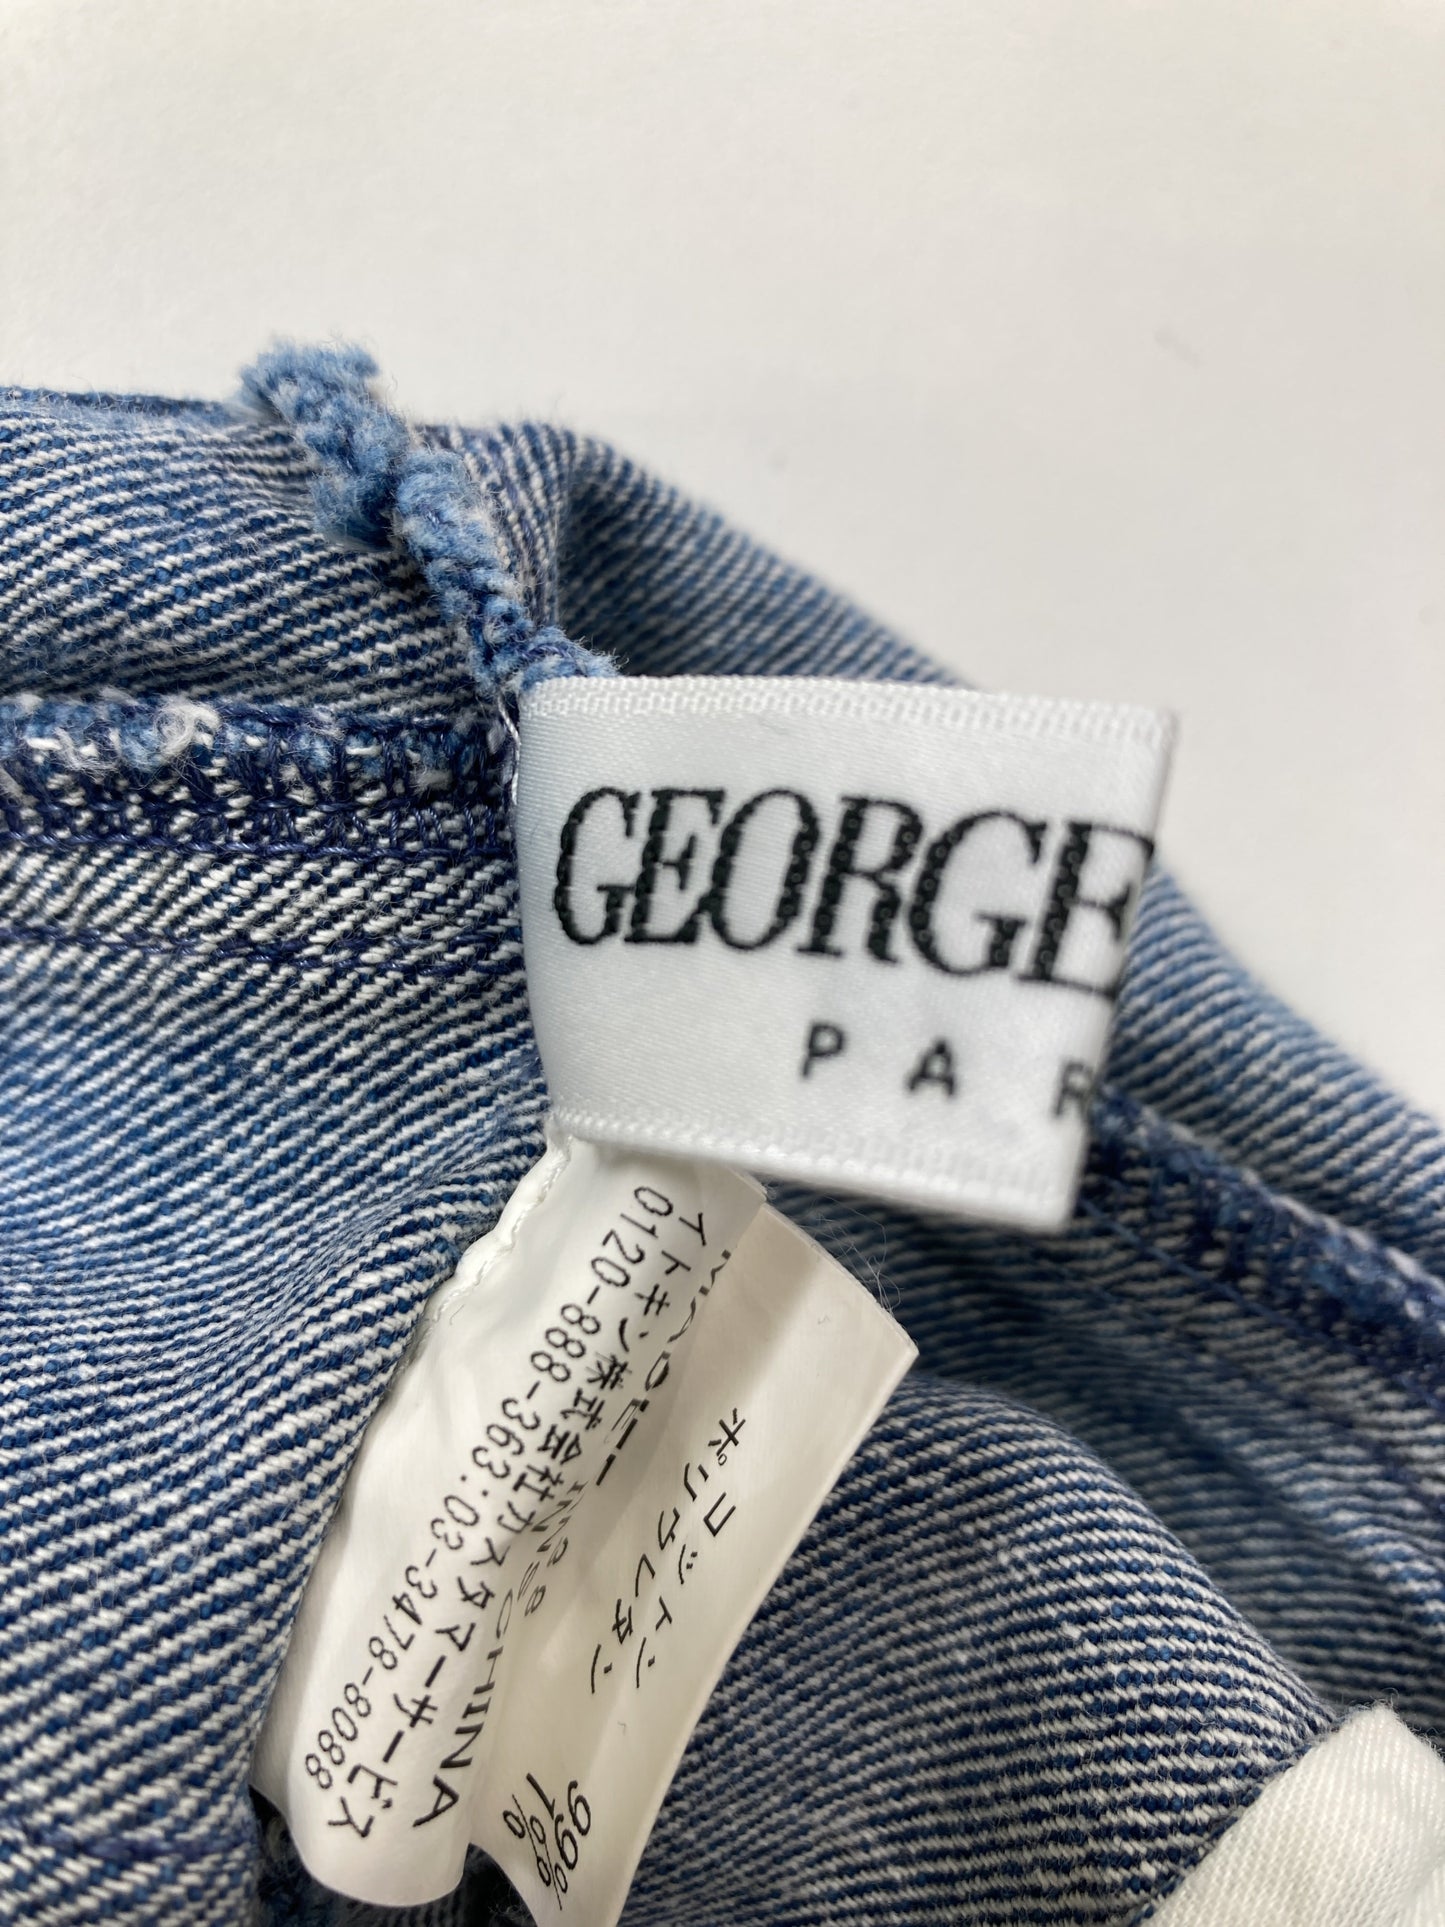 GEORGE
P A R
イトキン株式会社カスタマーサービス
0120-888-363:03-3478-8088
CHINA
コットン 99%
ポリウレタン 1%